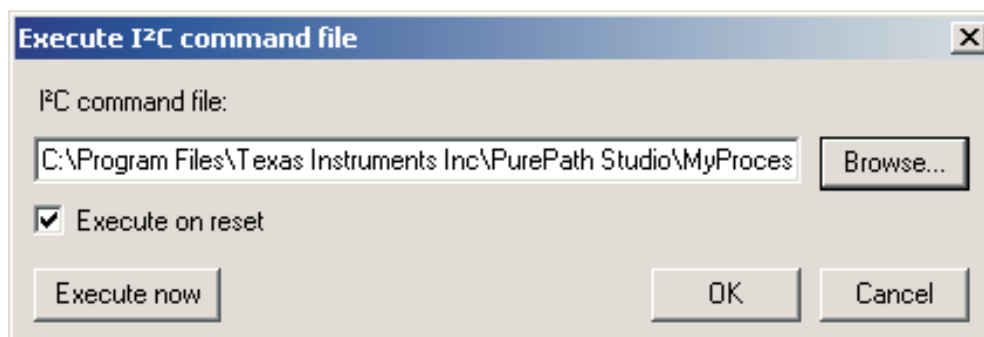 Execute I²C command file
I²C command file:
C:\Program Files\Texas Instruments Inc\PurePath Studio\MyProces
Browse...
Execute on reset
Execute now
OK
Cancel